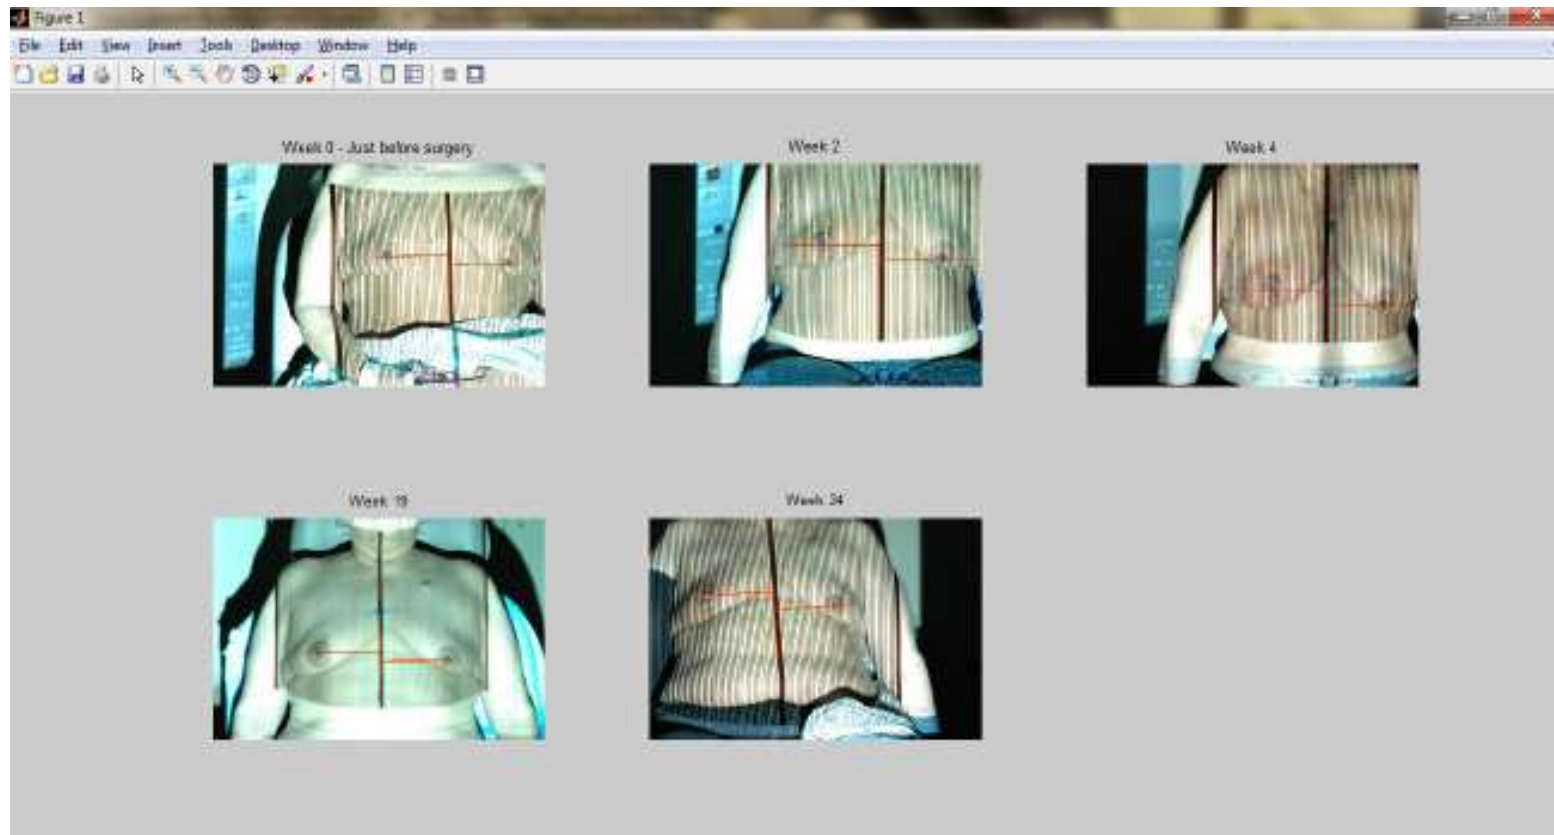 Figure 1
File Edit View Insert Tools Desktop Window Help
Week 0 - Just before surgery
Week 2
Week 4
Week 19
Week 34